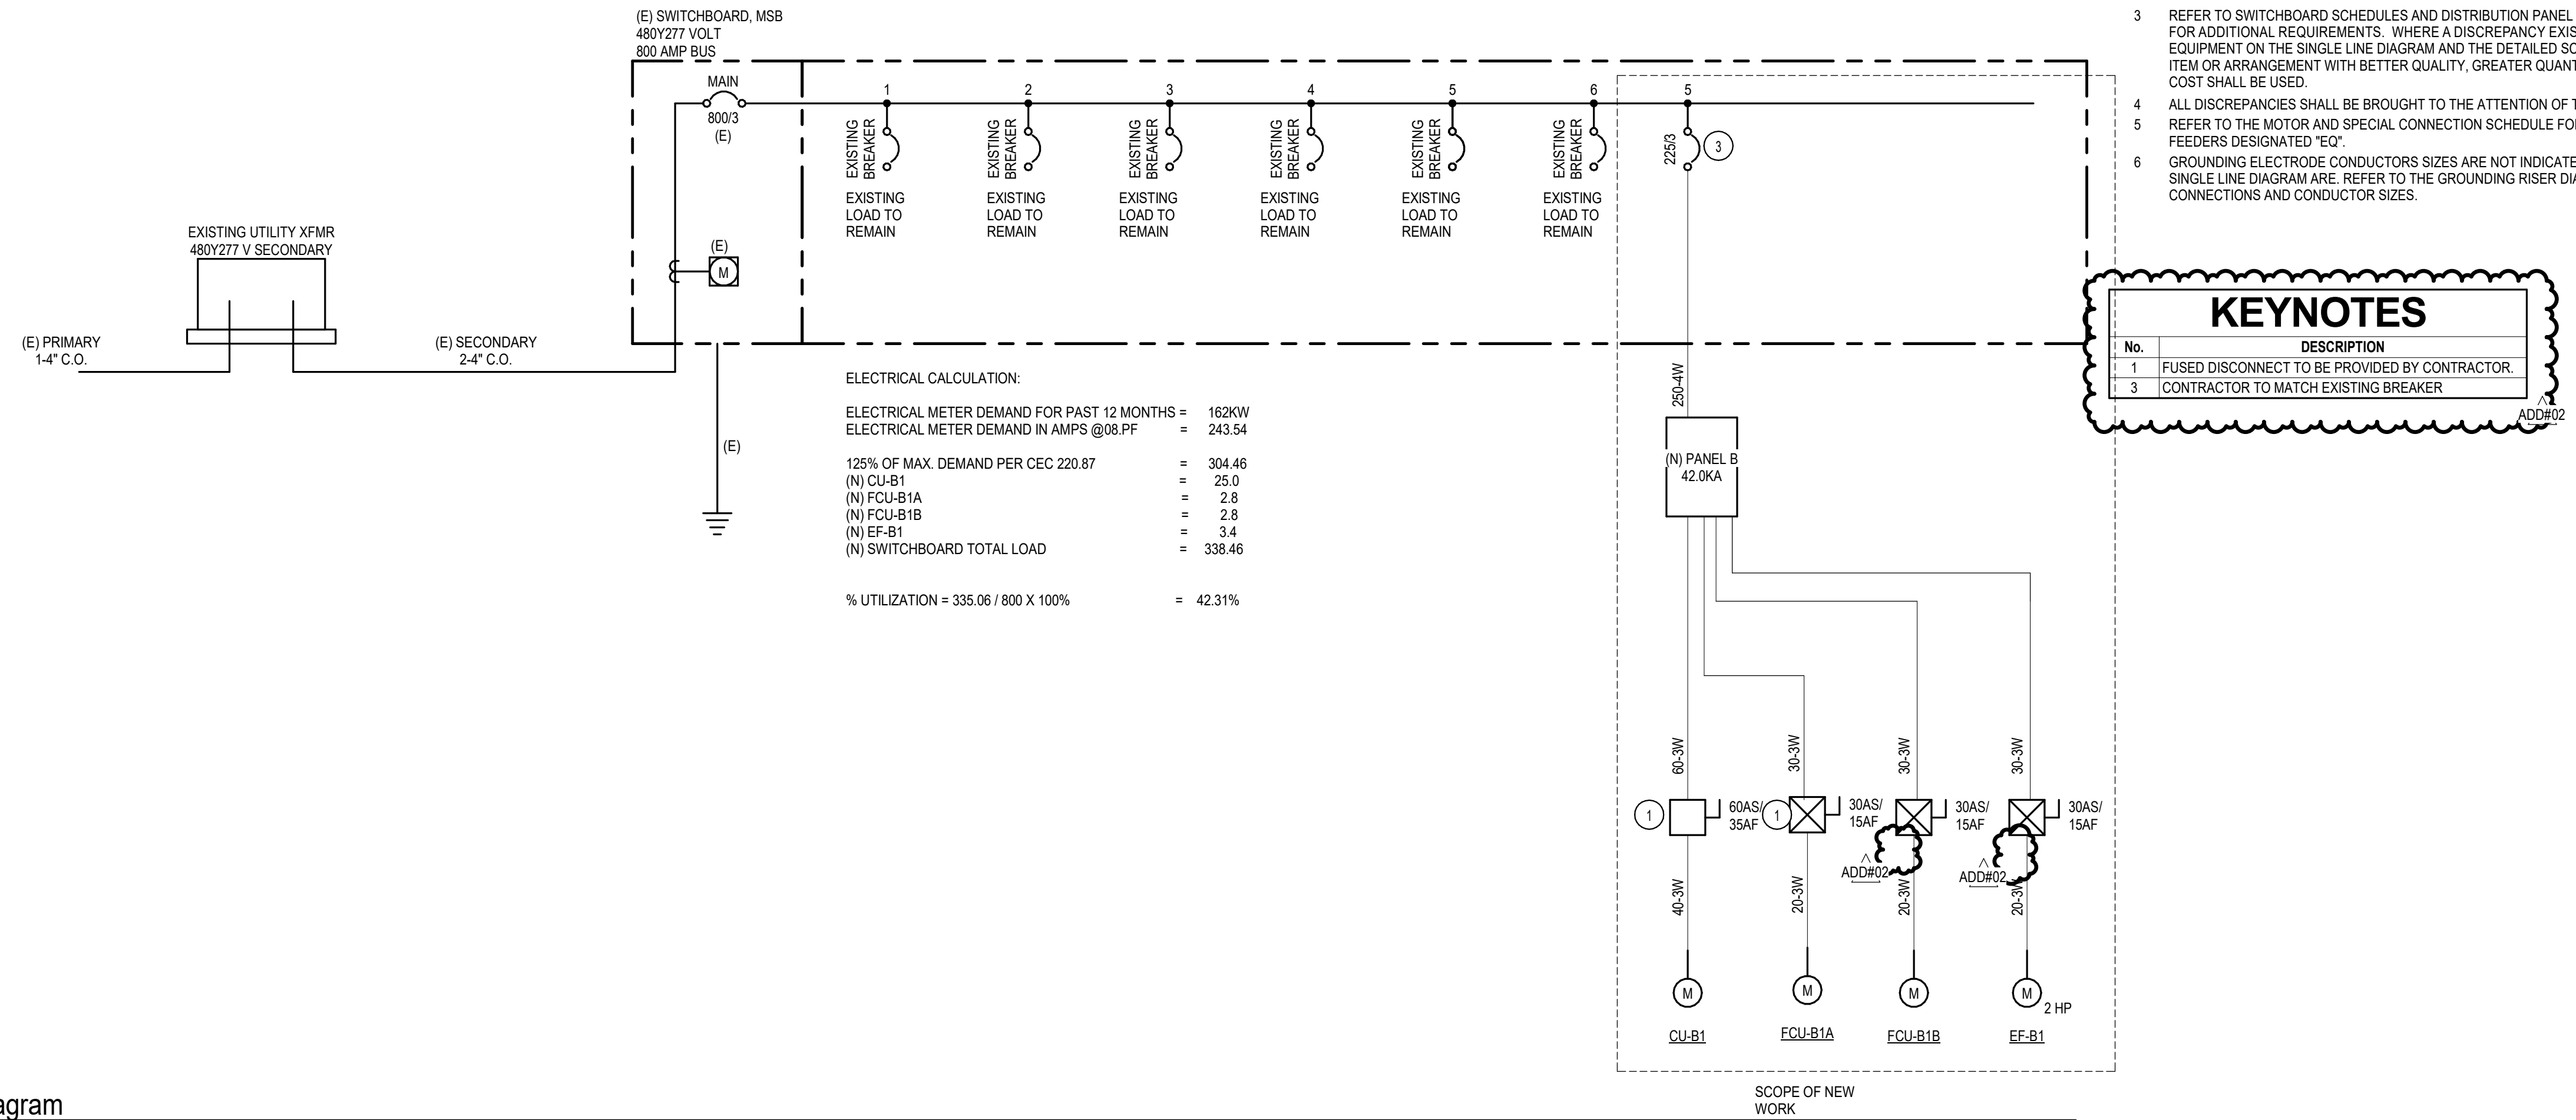 (E) SWITCHBOARD, MSB
480Y277 VOLT
800 AMP BUS
MAIN
800/3
(E)
(E)
M
1
2
3
4
5
6
5
EXISTING
BREAKER
EXISTING
BREAKER
EXISTING
BREAKER
EXISTING
BREAKER
EXISTING
BREAKER
EXISTING
BREAKER
225/3
3
EXISTING
LOAD TO
REMAIN
EXISTING
LOAD TO
REMAIN
EXISTING
LOAD TO
REMAIN
EXISTING
LOAD TO
REMAIN
EXISTING
LOAD TO
REMAIN
EXISTING
LOAD TO
REMAIN
3 REFER TO SWITCHBOARD SCHEDULES AND DISTRIBUTION PANEL
FOR ADDITIONAL REQUIREMENTS. WHERE A DISCREPANCY EXIS
EQUIPMENT ON THE SINGLE LINE DIAGRAM AND THE DETAILED SC
ITEM OR ARRANGEMENT WITH BETTER QUALITY, GREATER QUANT
COST SHALL BE USED.
4 ALL DISCREPANCIES SHALL BE BROUGHT TO THE ATTENTION OF T
5 REFER TO THE MOTOR AND SPECIAL CONNECTION SCHEDULE FO
FEEDERS DESIGNATED "EQ".
6 GROUNDING ELECTRODE CONDUCTORS SIZES ARE NOT INDICATE
SINGLE LINE DIAGRAM ARE. REFER TO THE GROUNDING RISER DIA
CONNECTIONS AND CONDUCTOR SIZES.
EXISTING UTILITY XFMR
480Y277 V SECONDARY
(E) PRIMARY
1-4" C.O.
(E) SECONDARY
2-4" C.O.
(E)
KEYNOTES
No. DESCRIPTION
1 FUSED DISCONNECT TO BE PROVIDED BY CONTRACTOR.
3 CONTRACTOR TO MATCH EXISTING BREAKER
ADD#02
ELECTRICAL CALCULATION:
ELECTRICAL METER DEMAND FOR PAST 12 MONTHS = 162KW
ELECTRICAL METER DEMAND IN AMPS @08.PF = 243.54
125% OF MAX. DEMAND PER CEC 220.87 = 304.46
(N) CU-B1 = 25.0
(N) FCU-B1A = 2.8
(N) FCU-B1B = 2.8
(N) EF-B1 = 3.4
(N) SWITCHBOARD TOTAL LOAD = 338.46
% UTILIZATION = 335.06 / 800 X 100% = 42.31%
250-4W
(N) PANEL B
42.0KA
60-3W
30-3W
30-3W
30-3W
1
60AS/
35AF
1
30AS/
15AF
30AS/
15AF
30AS/
15AF
ADD#02
ADD#02
40-3W
20-3W
20-3W
20-3W
M
M
M
M
2 HP
CU-B1
FCU-B1A
FCU-B1B
EF-B1
SCOPE OF NEW
WORK
agram